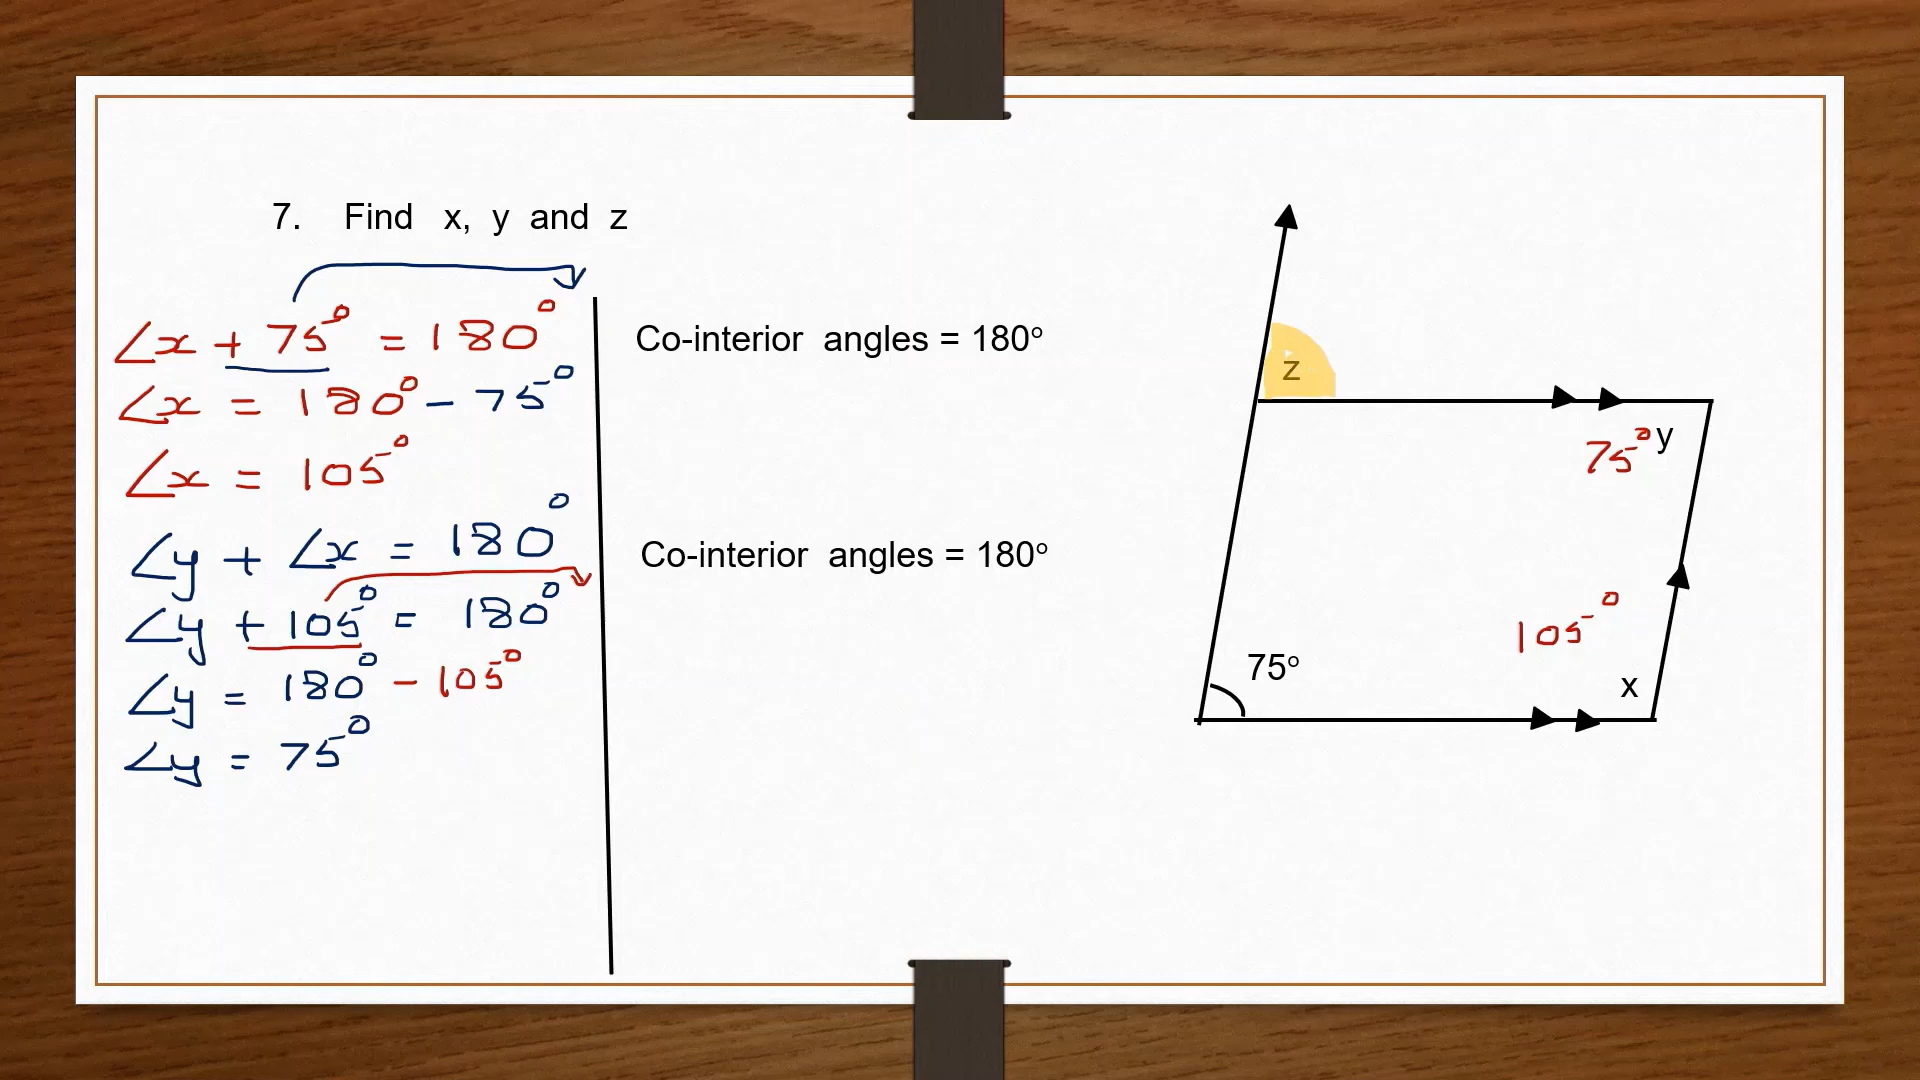 7. Find x, y and z
∠x + 75° = 180°
∠x = 180° - 75°
∠x = 105°
∠y + ∠x = 180°
∠y + 105° = 180°
∠y = 180° - 105°
∠y = 75°
Co-interior angles = 180°
Co-interior angles = 180°
z
y
75°
105°
75°
x